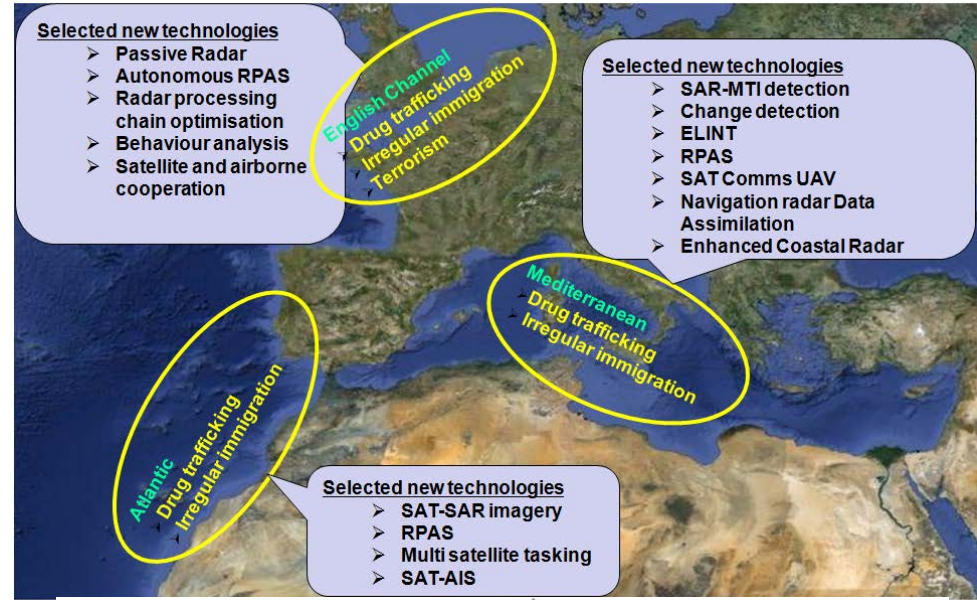 Selected new technologies
➢ Passive Radar
➢ Autonomous RPAS
➢ Radar processing
chain optimisation
➢ Behaviour analysis
➢ Satellite and airborne
cooperation
English Channel
➢ Drug trafficking
➢ Irregular immigration
➢ Terrorism
Selected new technologies
➢ SAR-MTI detection
➢ Change detection
➢ ELINT
➢ RPAS
➢ SAT Comms UAV
➢ Navigation radar Data
Assimilation
➢ Enhanced Coastal Radar
Mediterranean
➢ Drug trafficking
➢ Irregular immigration
Atlantic
➢ Drug trafficking
➢ Irregular immigration
Selected new technologies
➢ SAT-SAR imagery
➢ RPAS
➢ Multi satellite tasking
➢ SAT-AIS